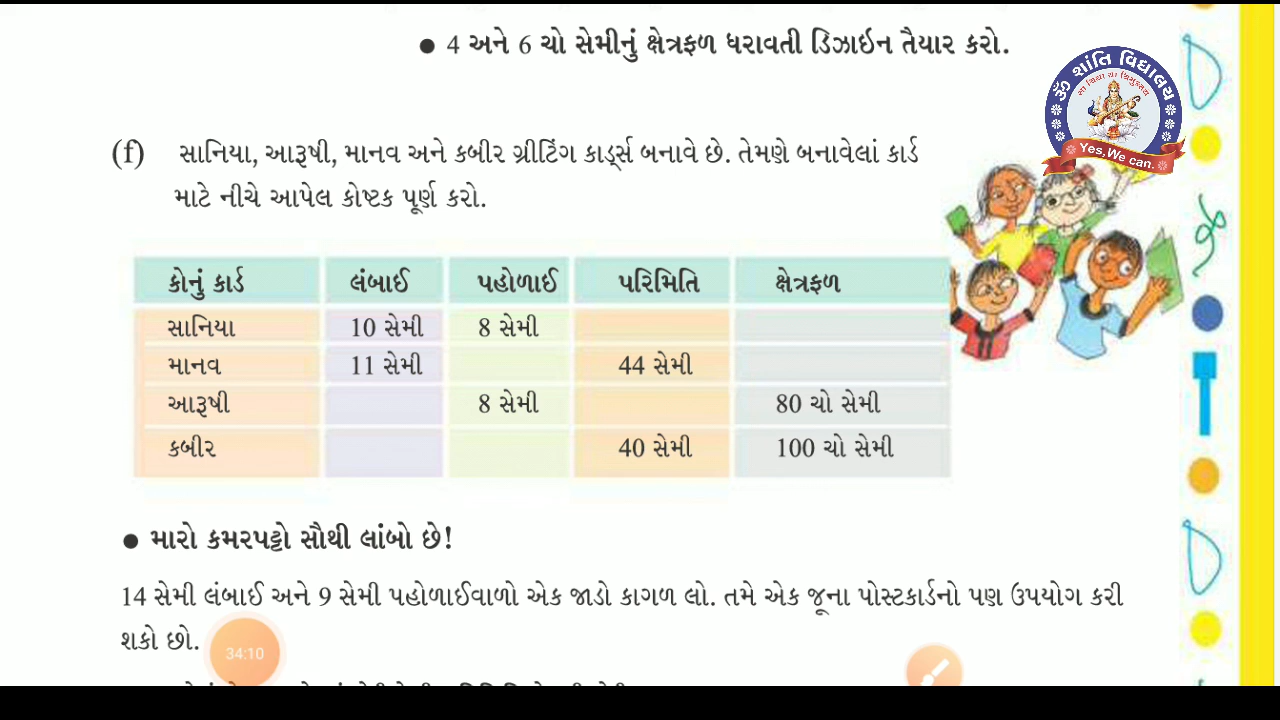 ● 4 અને 6 ચો સેમીનું ક્ષેત્રફળ ધરાવતી ડિઝાઇન તૈયાર કરો.
ૐ શાંતિ વિદ્યાલય
Yes,We can.
(f) સાનિયા, આરૂષી, માનવ અને કબીર ગ્રીટિંગ કાર્ડ્સ બનાવે છે. તેમણે બનાવેલાં કાર્ડ
માટે નીચે આપેલ કોષ્ટક પૂર્ણ કરો.
કોનું કાર્ડ લંબાઈ પહોળાઈ પરિમિતિ ક્ષેત્રફળ
સાનિયા 10 સેમી 8 સેમી
માનવ 11 સેમી 44 સેમી
આરૂષી 8 સેમી 80 ચો સેમી
કબીર 40 સેમી 100 ચો સેમી
● મારો કમરપટ્ટો સૌથી લાંબો છે!
14 સેમી લંબાઈ અને 9 સેમી પહોળાઈવાળો એક જાડો કાગળ લો. તમે એક જૂના પોસ્ટકાર્ડનો પણ ઉપયોગ કરી
શકો છો.
34:10